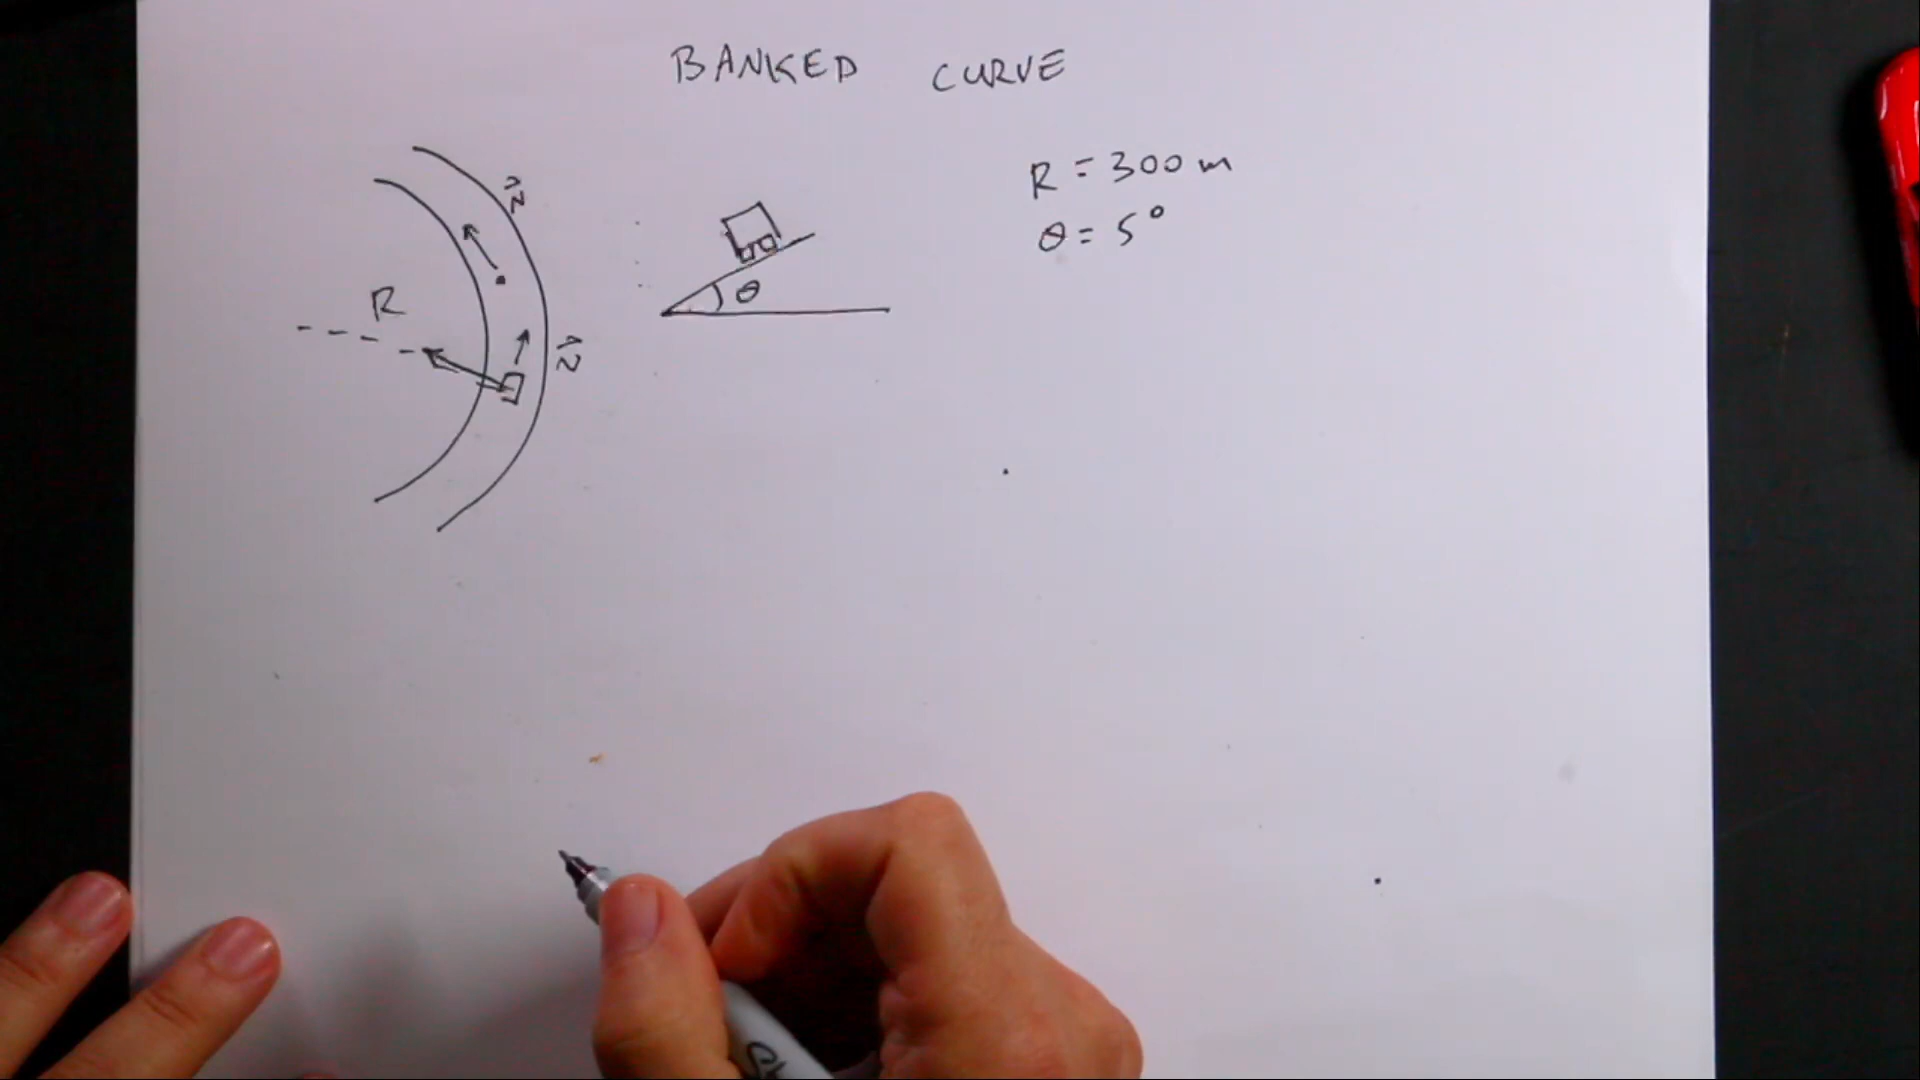 BANKED CURVE
R = 300 m
θ = 5°
R
θ